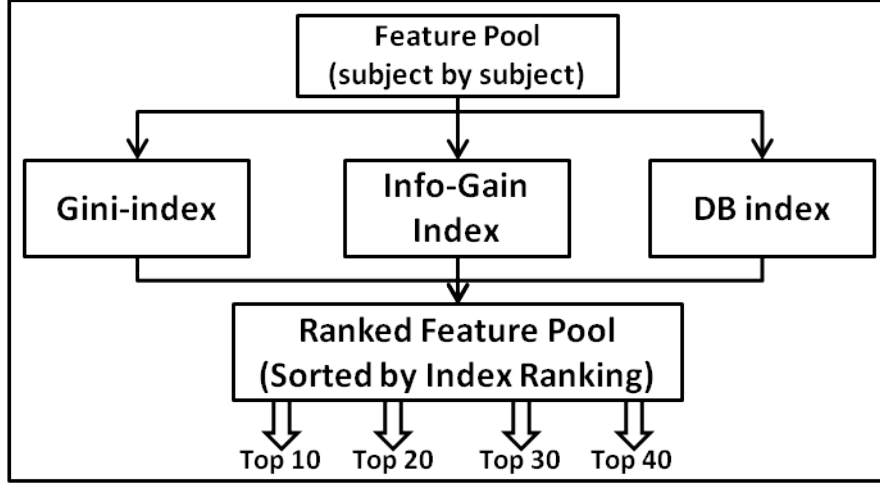 Feature Pool
(subject by subject)
Gini-index
Info-Gain
Index
DB index
Ranked Feature Pool
(Sorted by Index Ranking)
Top 10
Top 20
Top 30
Top 40